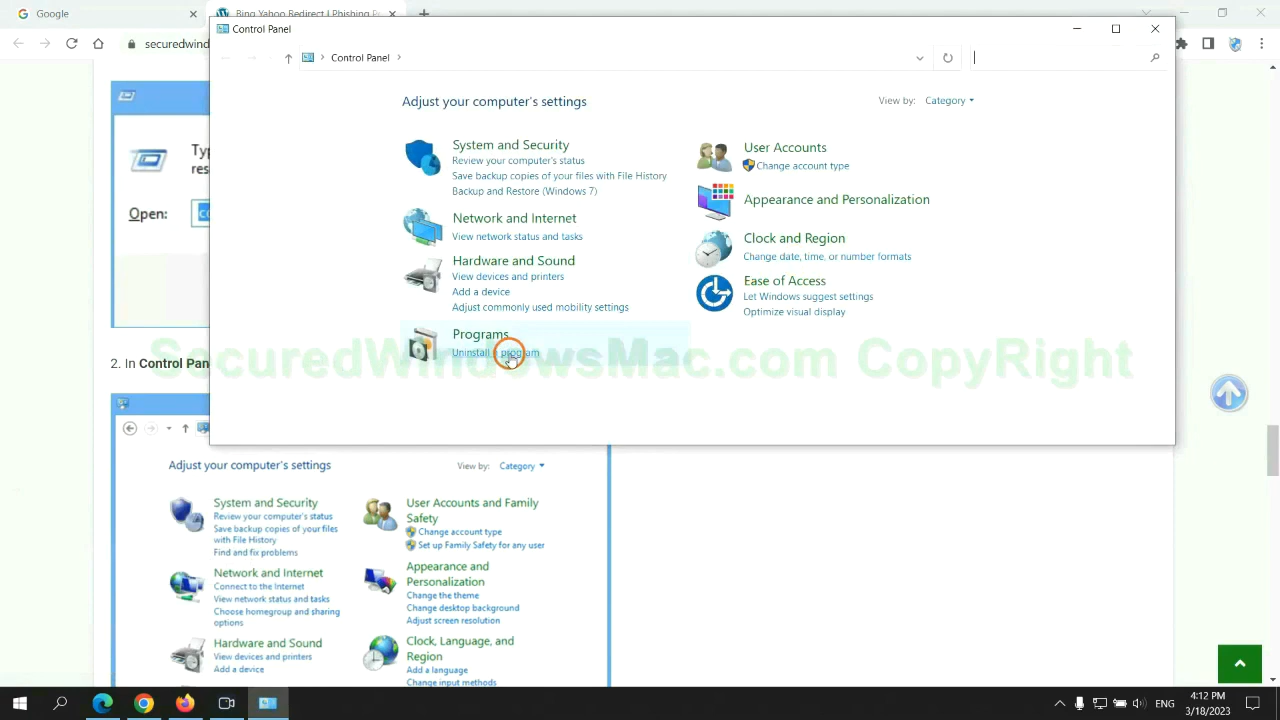 Google
Bing Yahoo Redirect Phishing P
securedwind
Control Panel
Control Panel
Adjust your computer's settings
View by: Category
System and Security
Review your computer's status
Save backup copies of your files with File History
Backup and Restore (Windows 7)
Network and Internet
View network status and tasks
Hardware and Sound
View devices and printers
Add a device
Adjust commonly used mobility settings
Programs
Uninstall a program
User Accounts
Change account type
Appearance and Personalization
Clock and Region
Change date, time, or number formats
Ease of Access
Let Windows suggest settings
Optimize visual display
SecuredWindowsMac.com CopyRight
Typ
res
Open:
2. In Control Pan
Adjust your computer's settings
View by: Category
System and Security
Review your computer's status
Save backup copies of your files
with File History
Find and fix problems
Network and Internet
Connect to the Internet
View network status and tasks
Choose homegroup and sharing
options
Hardware and Sound
View devices and printers
Add a device
User Accounts and Family
Safety
Change account type
Set up Family Safety for any user
Appearance and
Personalization
Change the theme
Change desktop background
Adjust screen resolution
Clock, Language, and
Region
Add a language
Change input methods
ENG
4:12 PM
3/18/2023